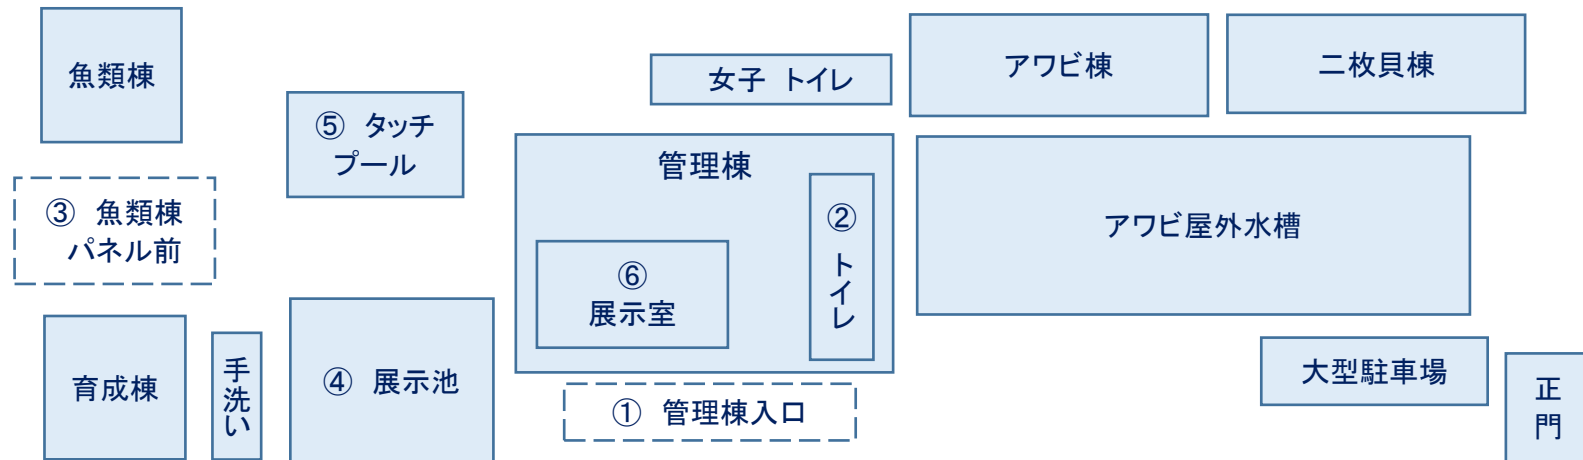 魚類棟
⑤ タッチ
プール
女子 トイレ
アワビ棟
二枚貝棟
③ 魚類棟
パネル前
管理棟
② トイレ
⑥
展示室
アワビ屋外水槽
育成棟
手洗い
④ 展示池
① 管理棟入口
大型駐車場
正
門